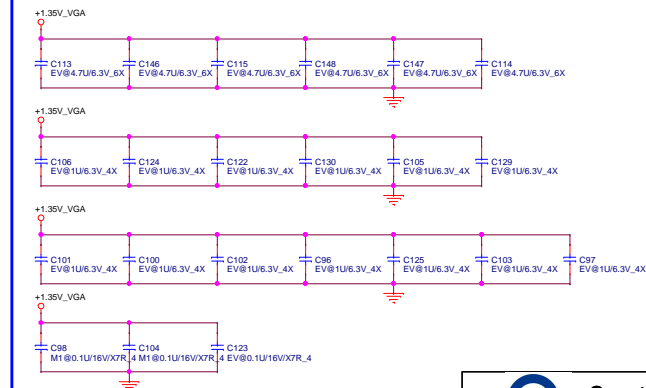 +1.35V_VGA
C113 C146 C115 C148 C147 C114
EV@4.7U/6.3V_6X EV@4.7U/6.3V_6X EV@4.7U/6.3V_6X EV@4.7U/6.3V_6X EV@4.7U/6.3V_6X EV@4.7U/6.3V_6X
+1.35V_VGA
C106 C124 C122 C130 C105 C129
EV@1U/6.3V_4X EV@1U/6.3V_4X EV@1U/6.3V_4X EV@1U/6.3V_4X EV@1U/6.3V_4X EV@1U/6.3V_4X
+1.35V_VGA
C101 C100 C102 C96 C125 C103 C97
EV@1U/6.3V_4X EV@1U/6.3V_4X EV@1U/6.3V_4X EV@1U/6.3V_4X EV@1U/6.3V_4X EV@1U/6.3V_4X EV@1U/6.3V_4X
+1.35V_VGA
C98 C104 C123
M1@0.1U/16V/X7R_4 M1@0.1U/16V/X7R_4 EV@0.1U/16V/X7R_4